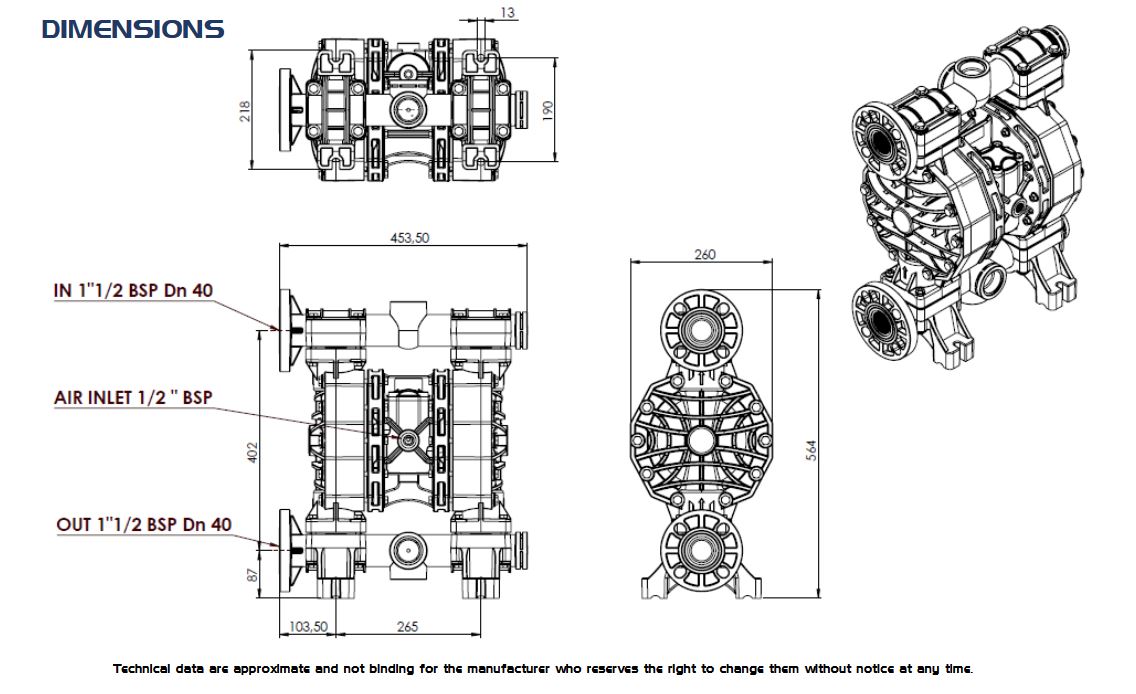 DIMENSIONS
13
218
190
453,50
260
IN 1"1/2 BSP Dn 40
AIR INLET 1/2 " BSP
402
564
OUT 1"1/2 BSP Dn 40
87
103,50
265
Technical data are approximate and not binding for the manufacturer who reserves the right to change them without notice at any time.